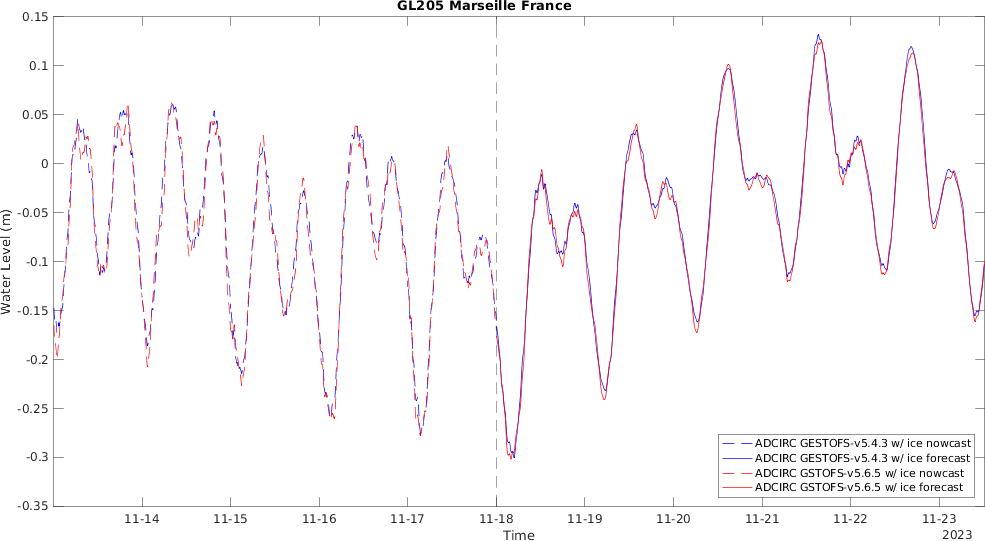 GL205 Marseille France
0.15
0.1
0.05
0
-0.05
-0.1
-0.15
-0.2
-0.25
-0.3
-0.35
Water Level (m)
ADCIRC GESTOFS-v5.4.3 w/ ice nowcast
ADCIRC GESTOFS-v5.4.3 w/ ice forecast
ADCIRC GSTOFS-v5.6.5 w/ ice nowcast
ADCIRC GSTOFS-v5.6.5 w/ ice forecast
11-14 11-15 11-16 11-17 11-18 11-19 11-20 11-21 11-22 11-23
Time
2023